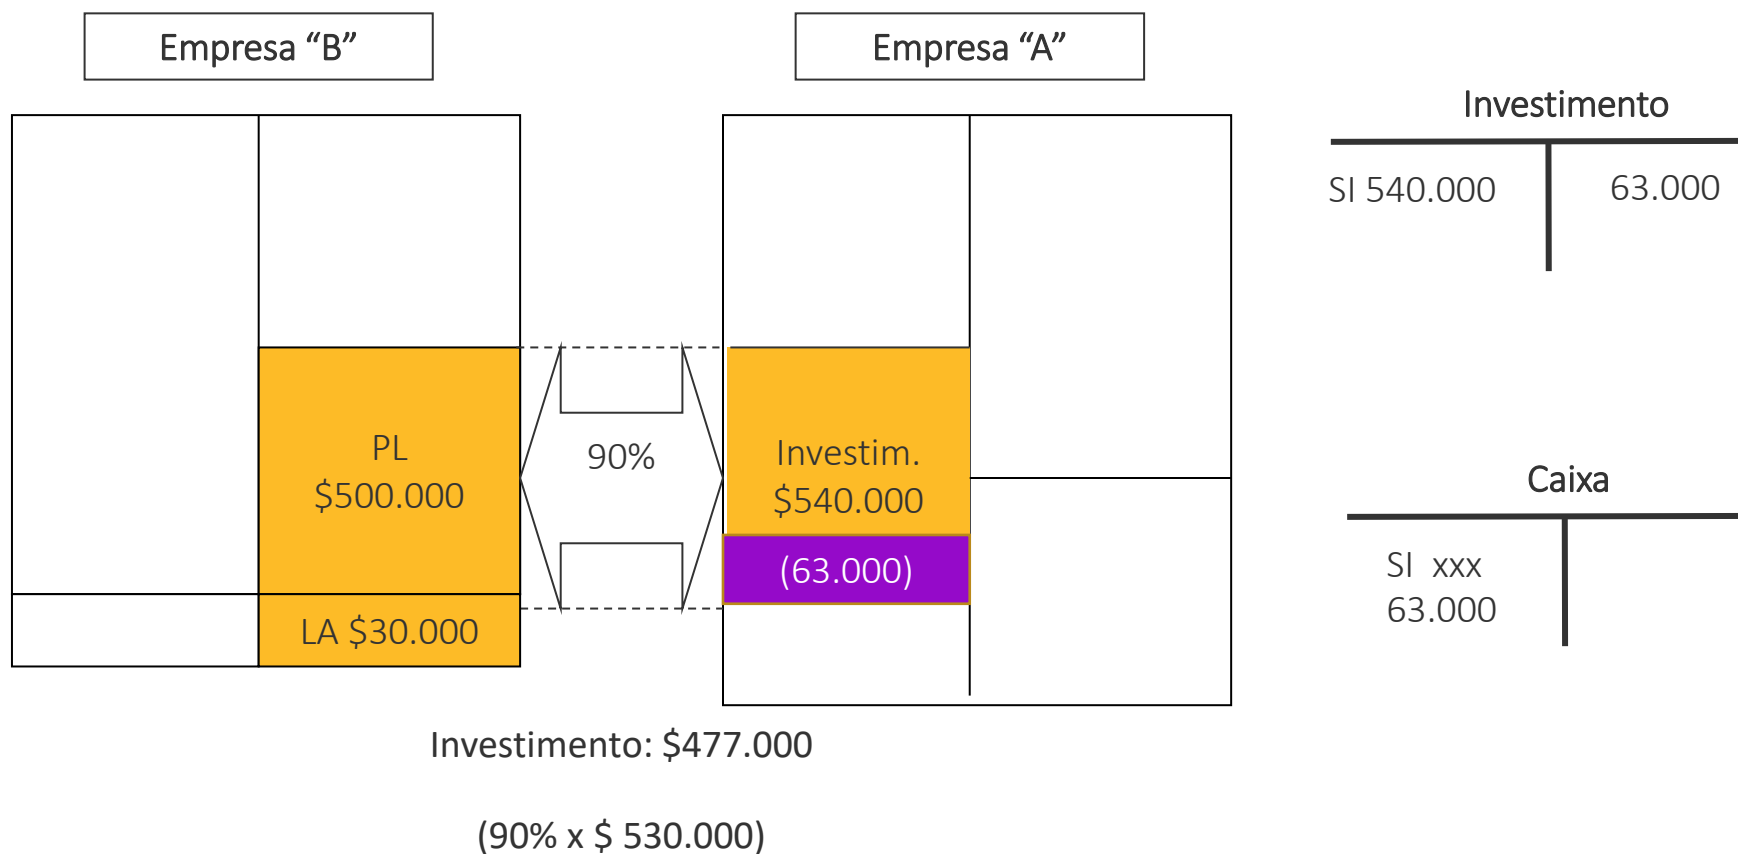 Empresa “B”
Empresa “A”
Investimento
SI 540.000
63.000
PL
$500.000
90%
Investim.
$540.000
(63.000)
LA $30.000
Caixa
SI  xxx
63.000
Investimento: $477.000
(90% x $ 530.000)